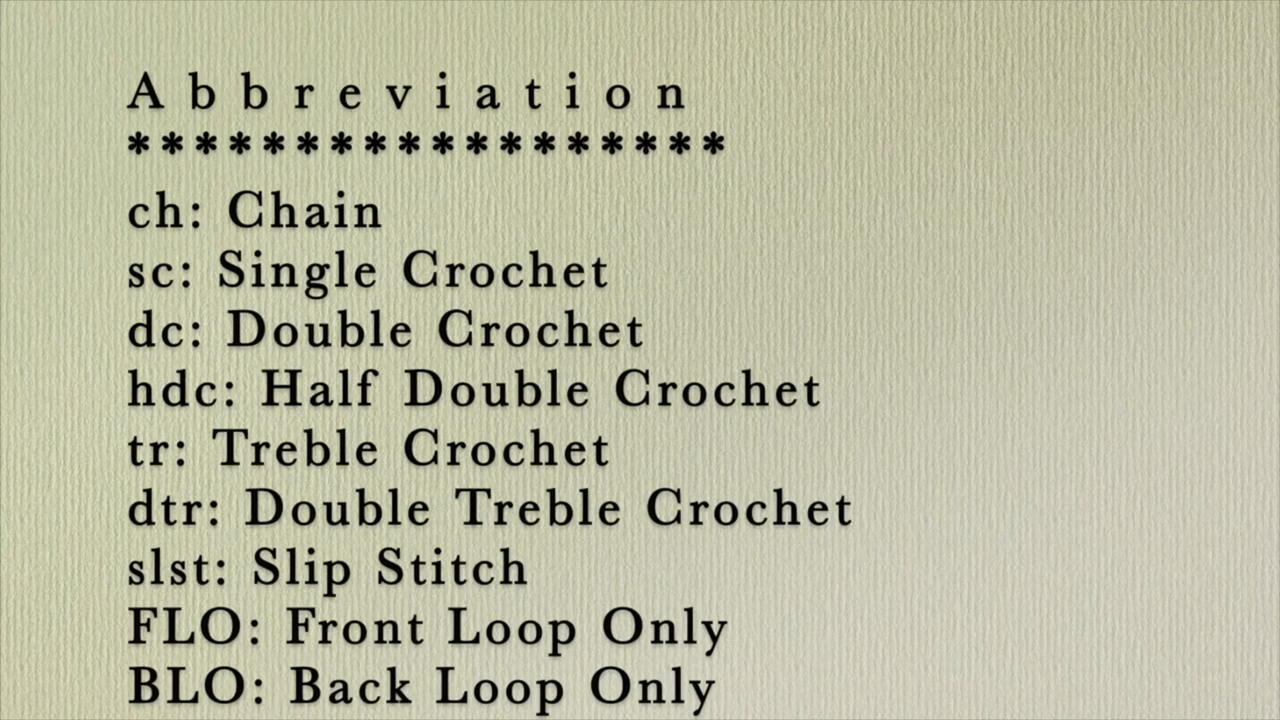 Abbreviation
******************
ch: Chain
sc: Single Crochet
dc: Double Crochet
hdc: Half Double Crochet
tr: Treble Crochet
dtr: Double Treble Crochet
slst: Slip Stitch
FLO: Front Loop Only
BLO: Back Loop Only